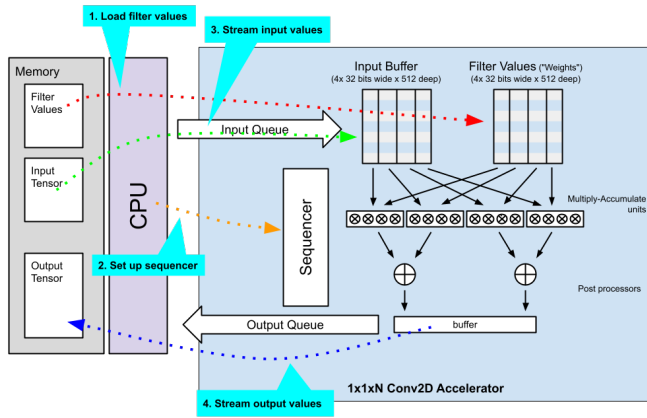 1. Load filter values
3. Stream input values
Memory
Filter
Values
Input
Tensor
Output
Tensor
CPU
Input Buffer
(4x 32 bits wide x 512 deep)
Filter Values ("Weights")
(4x 32 bits wide x 512 deep)
Input Queue
Sequencer
Multiply-Accumulate
units
2. Set up sequencer
Post processors
Output Queue
buffer
1x1xN Conv2D Accelerator
4. Stream output values